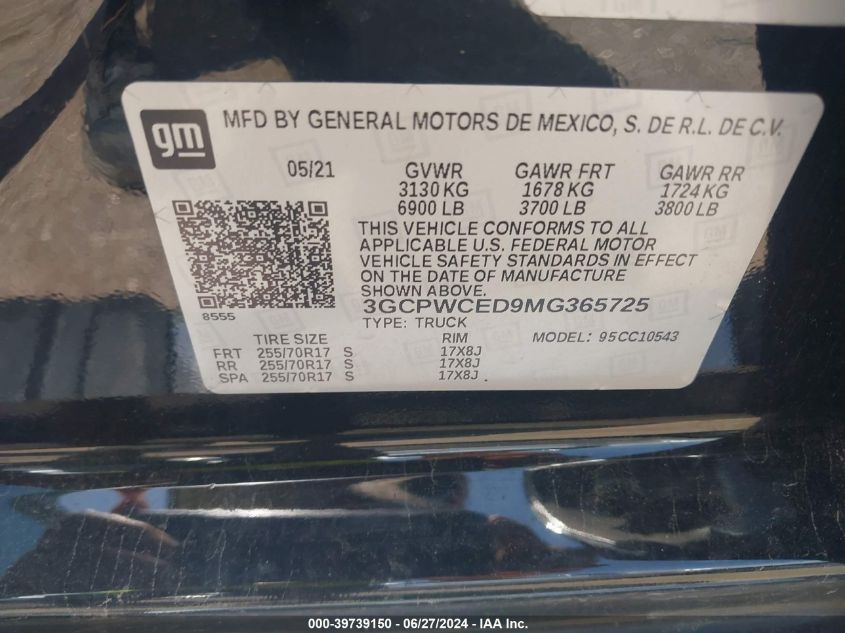 gm
MFD BY GENERAL MOTORS DE MEXICO, S. DE R.L. DE C.V.
05/21 GVWR GAWR FRT GAWR RR
3130 KG 1678 KG 1724 KG
6900 LB 3700 LB 3800 LB
THIS VEHICLE CONFORMS TO ALL
APPLICABLE U.S. FEDERAL MOTOR
VEHICLE SAFETY STANDARDS IN EFFECT
ON THE DATE OF MANUFACTURE
SHOWN ABOVE.
8555 3GCPWCED9MG365725
TYPE: TRUCK
TIRE SIZE RIM MODEL: 95CC10543
FRT 255/70R17 S 17X8J
RR 255/70R17 S 17X8J
SPA 255/70R17 S 17X8J
000-39739150 - 06/27/2024 - IAA Inc.